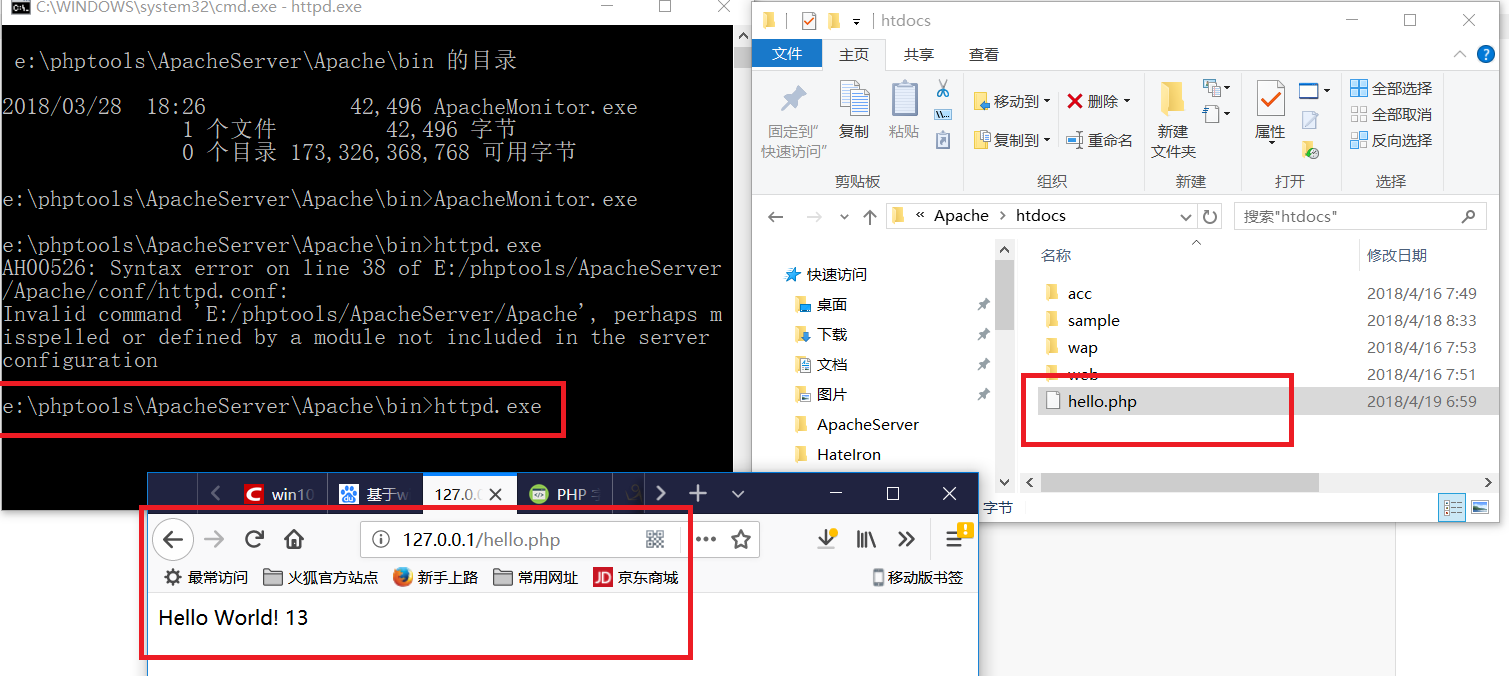 C:\WINDOWS\system32\cmd.exe - httpd.exe
e:\phptools\ApacheServer\Apache\bin 的目录
2018/03/28  18:26            42,496 ApacheMonitor.exe
1 个文件         42,496 字节
0 个目录 173,326,368,768 可用字节
e:\phptools\ApacheServer\Apache\bin>ApacheMonitor.exe
e:\phptools\ApacheServer\Apache\bin>httpd.exe
AH00526: Syntax error on line 38 of E:/phptools/ApacheServer
/Apache/conf/httpd.conf:
Invalid command 'E:/phptools/ApacheServer/Apache', perhaps m
isspelled or defined by a module not included in the server
configuration
e:\phptools\ApacheServer\Apache\bin>httpd.exe
htdocs
文件 主页 共享 查看
固定到"
快速访问"
复制
粘贴
剪贴板
移动到
复制到
删除
重命名
组织
新建
文件夹
新建
属性
打开
全部选择
全部取消
反向选择
选择
« Apache > htdocs
搜索"htdocs"
快速访问
桌面
下载
文档
图片
ApacheServer
HateIron
名称 修改日期
acc 2018/4/16 7:49
sample 2018/4/18 8:33
wap 2018/4/16 7:53
web 2018/4/16 7:51
hello.php 2018/4/19 6:59
字节
win10 基于w 127.0.0 PHP
127.0.0.1/hello.php
最常访问 火狐官方站点 新手上路 常用网址 JD 京东商城 移动版书签
Hello World! 13